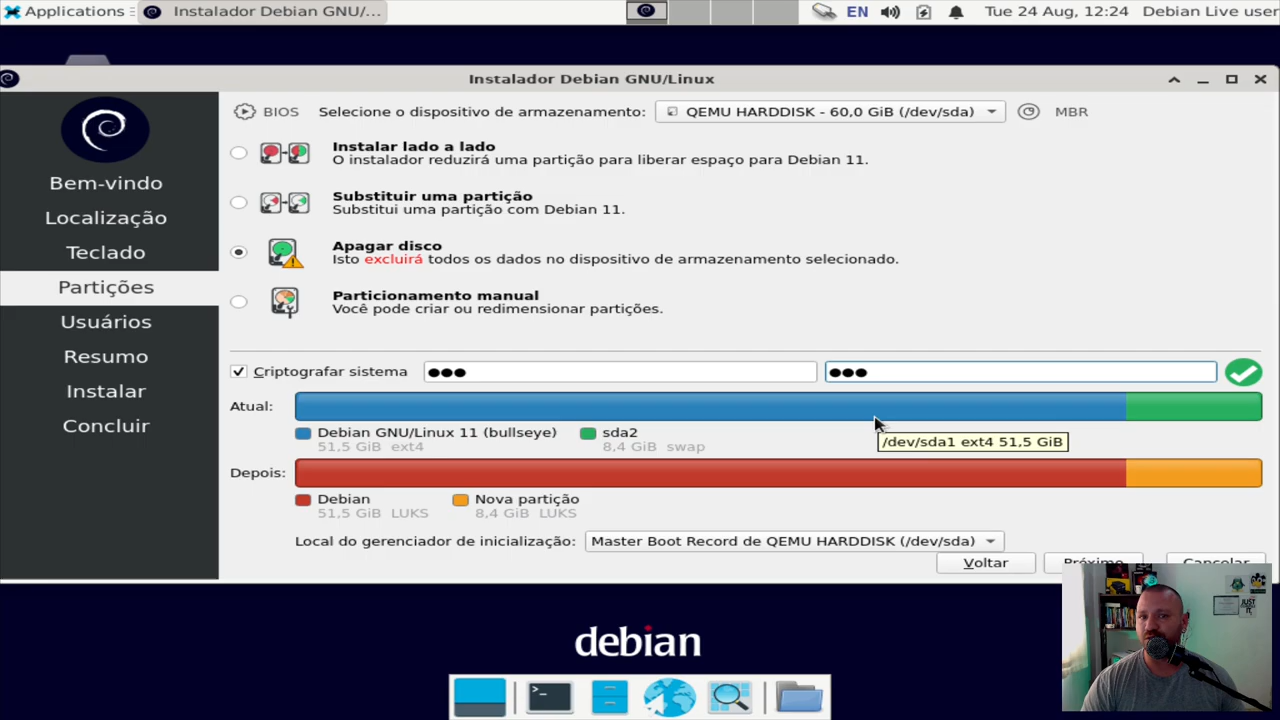 Applications
Instalador Debian GNU/...
EN
Tue 24 Aug, 12:24
Debian Live user
Instalador Debian GNU/Linux
BIOS
Selecione o dispositivo de armazenamento:
QEMU HARDDISK - 60,0 GiB (/dev/sda)
MBR
Bem-vindo
Localização
Teclado
Partições
Usuários
Resumo
Instalar
Concluir
Instalar lado a lado
O instalador reduzirá uma partição para liberar espaço para Debian 11.
Substituir uma partição
Substitui uma partição com Debian 11.
Apagar disco
Isto excluirá todos os dados no dispositivo de armazenamento selecionado.
Particionamento manual
Você pode criar ou redimensionar partições.
Criptografar sistema
●●●
●●●
Atual:
Debian GNU/Linux 11 (bullseye)
51,5 GiB ext4
sda2
8,4 GiB swap
/dev/sda1 ext4 51,5 GiB
Depois:
Debian
51,5 GiB LUKS
Nova partição
8,4 GiB LUKS
Local do gerenciador de inicialização:
Master Boot Record de QEMU HARDDISK (/dev/sda)
Voltar
Próximo
Cancelar
debian